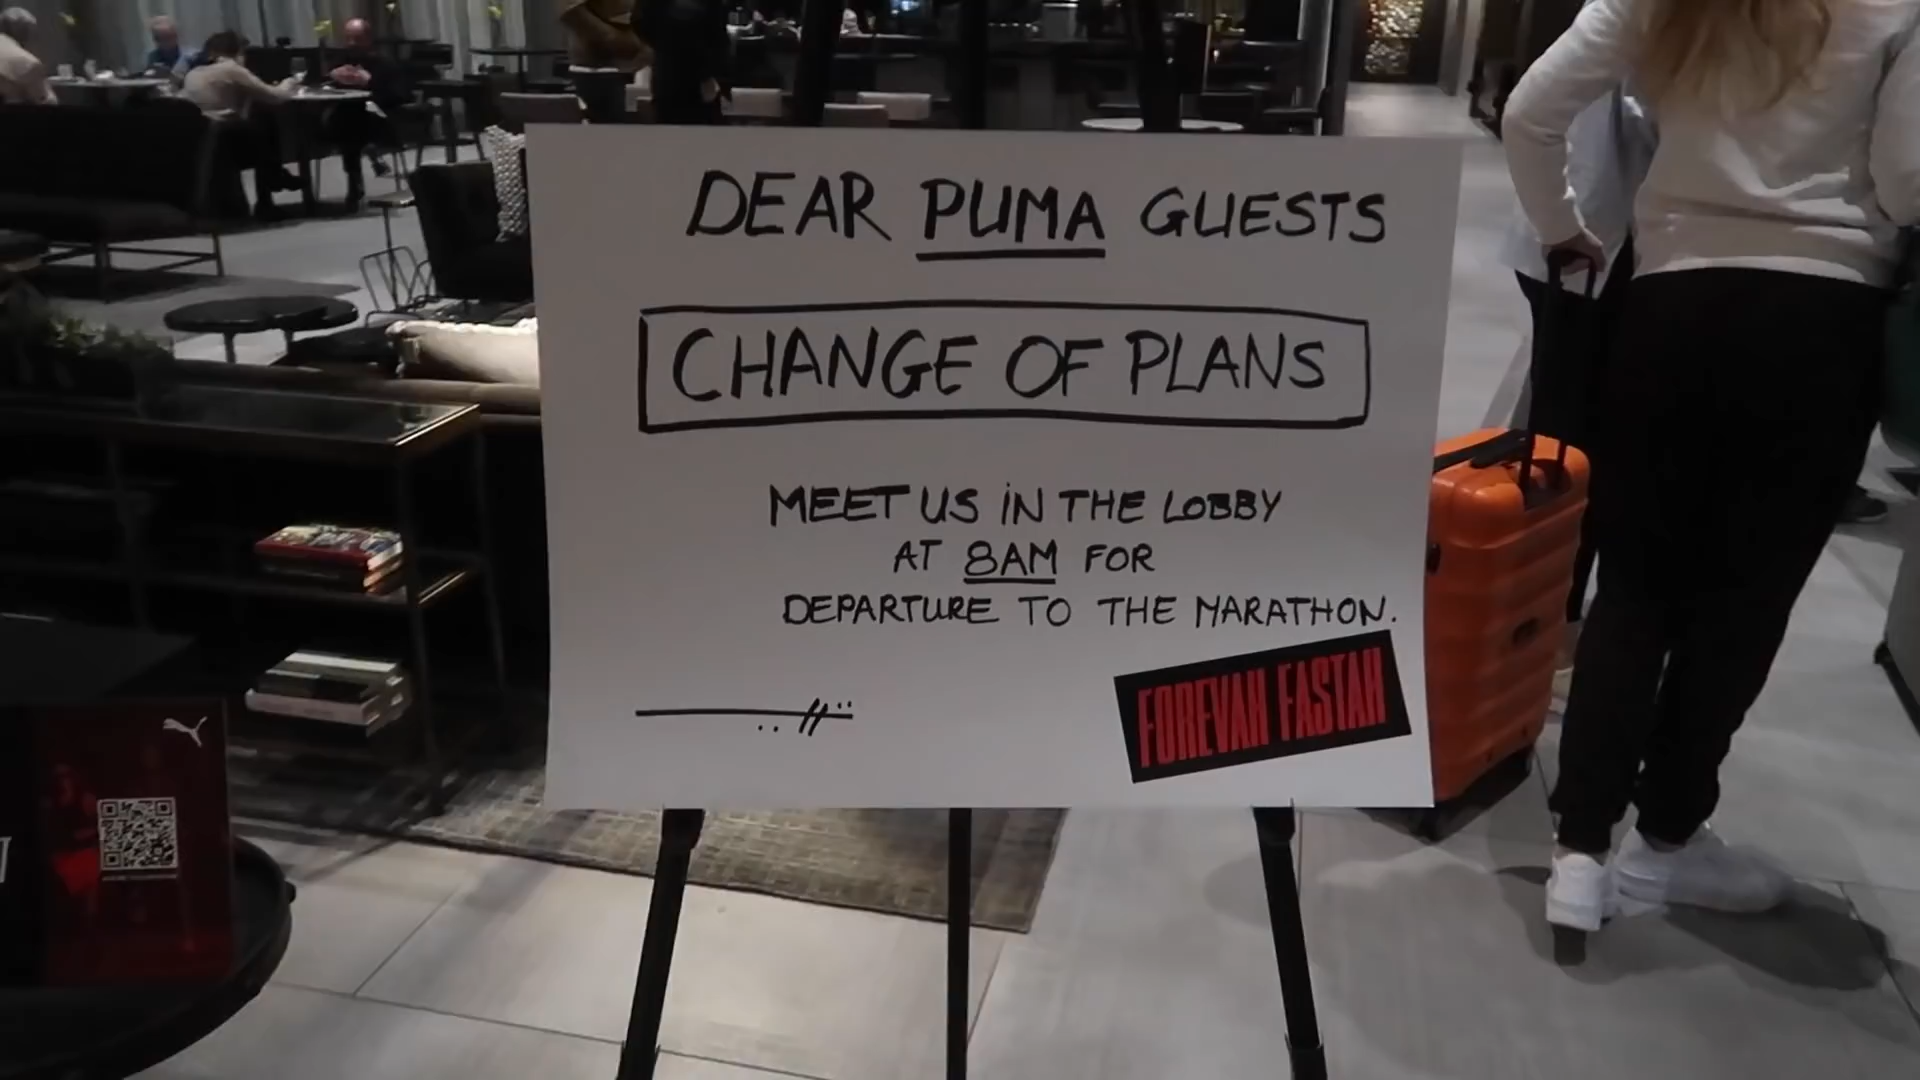 DEAR PUMA GUESTS
CHANGE OF PLANS
MEET US iN THE LOBBY
AT 8AM FOR
DEPARTURE TO THE MARATHON.
FOREVAH FASTAH